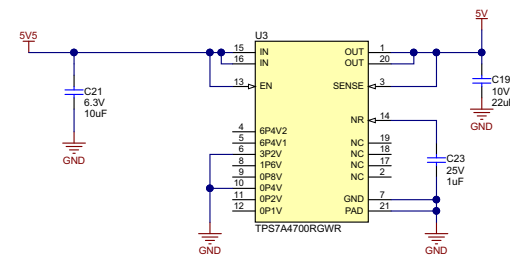 5V5
5V
U3
15
IN
OUT
1
16
IN
OUT
20
13
EN
SENSE
3
C21
6.3V
10uF
C19
10V
NR
14
4
6P4V2
5
6P4V1
NC
19
6
3P2V
NC
18
8
1P6V
NC
17
9
0P8V
NC
2
10
0P4V
11
0P2V
GND
7
12
0P1V
PAD
21
C23
25V
1uF
TPS7A4700RGWR
GND
GND
GND
GND